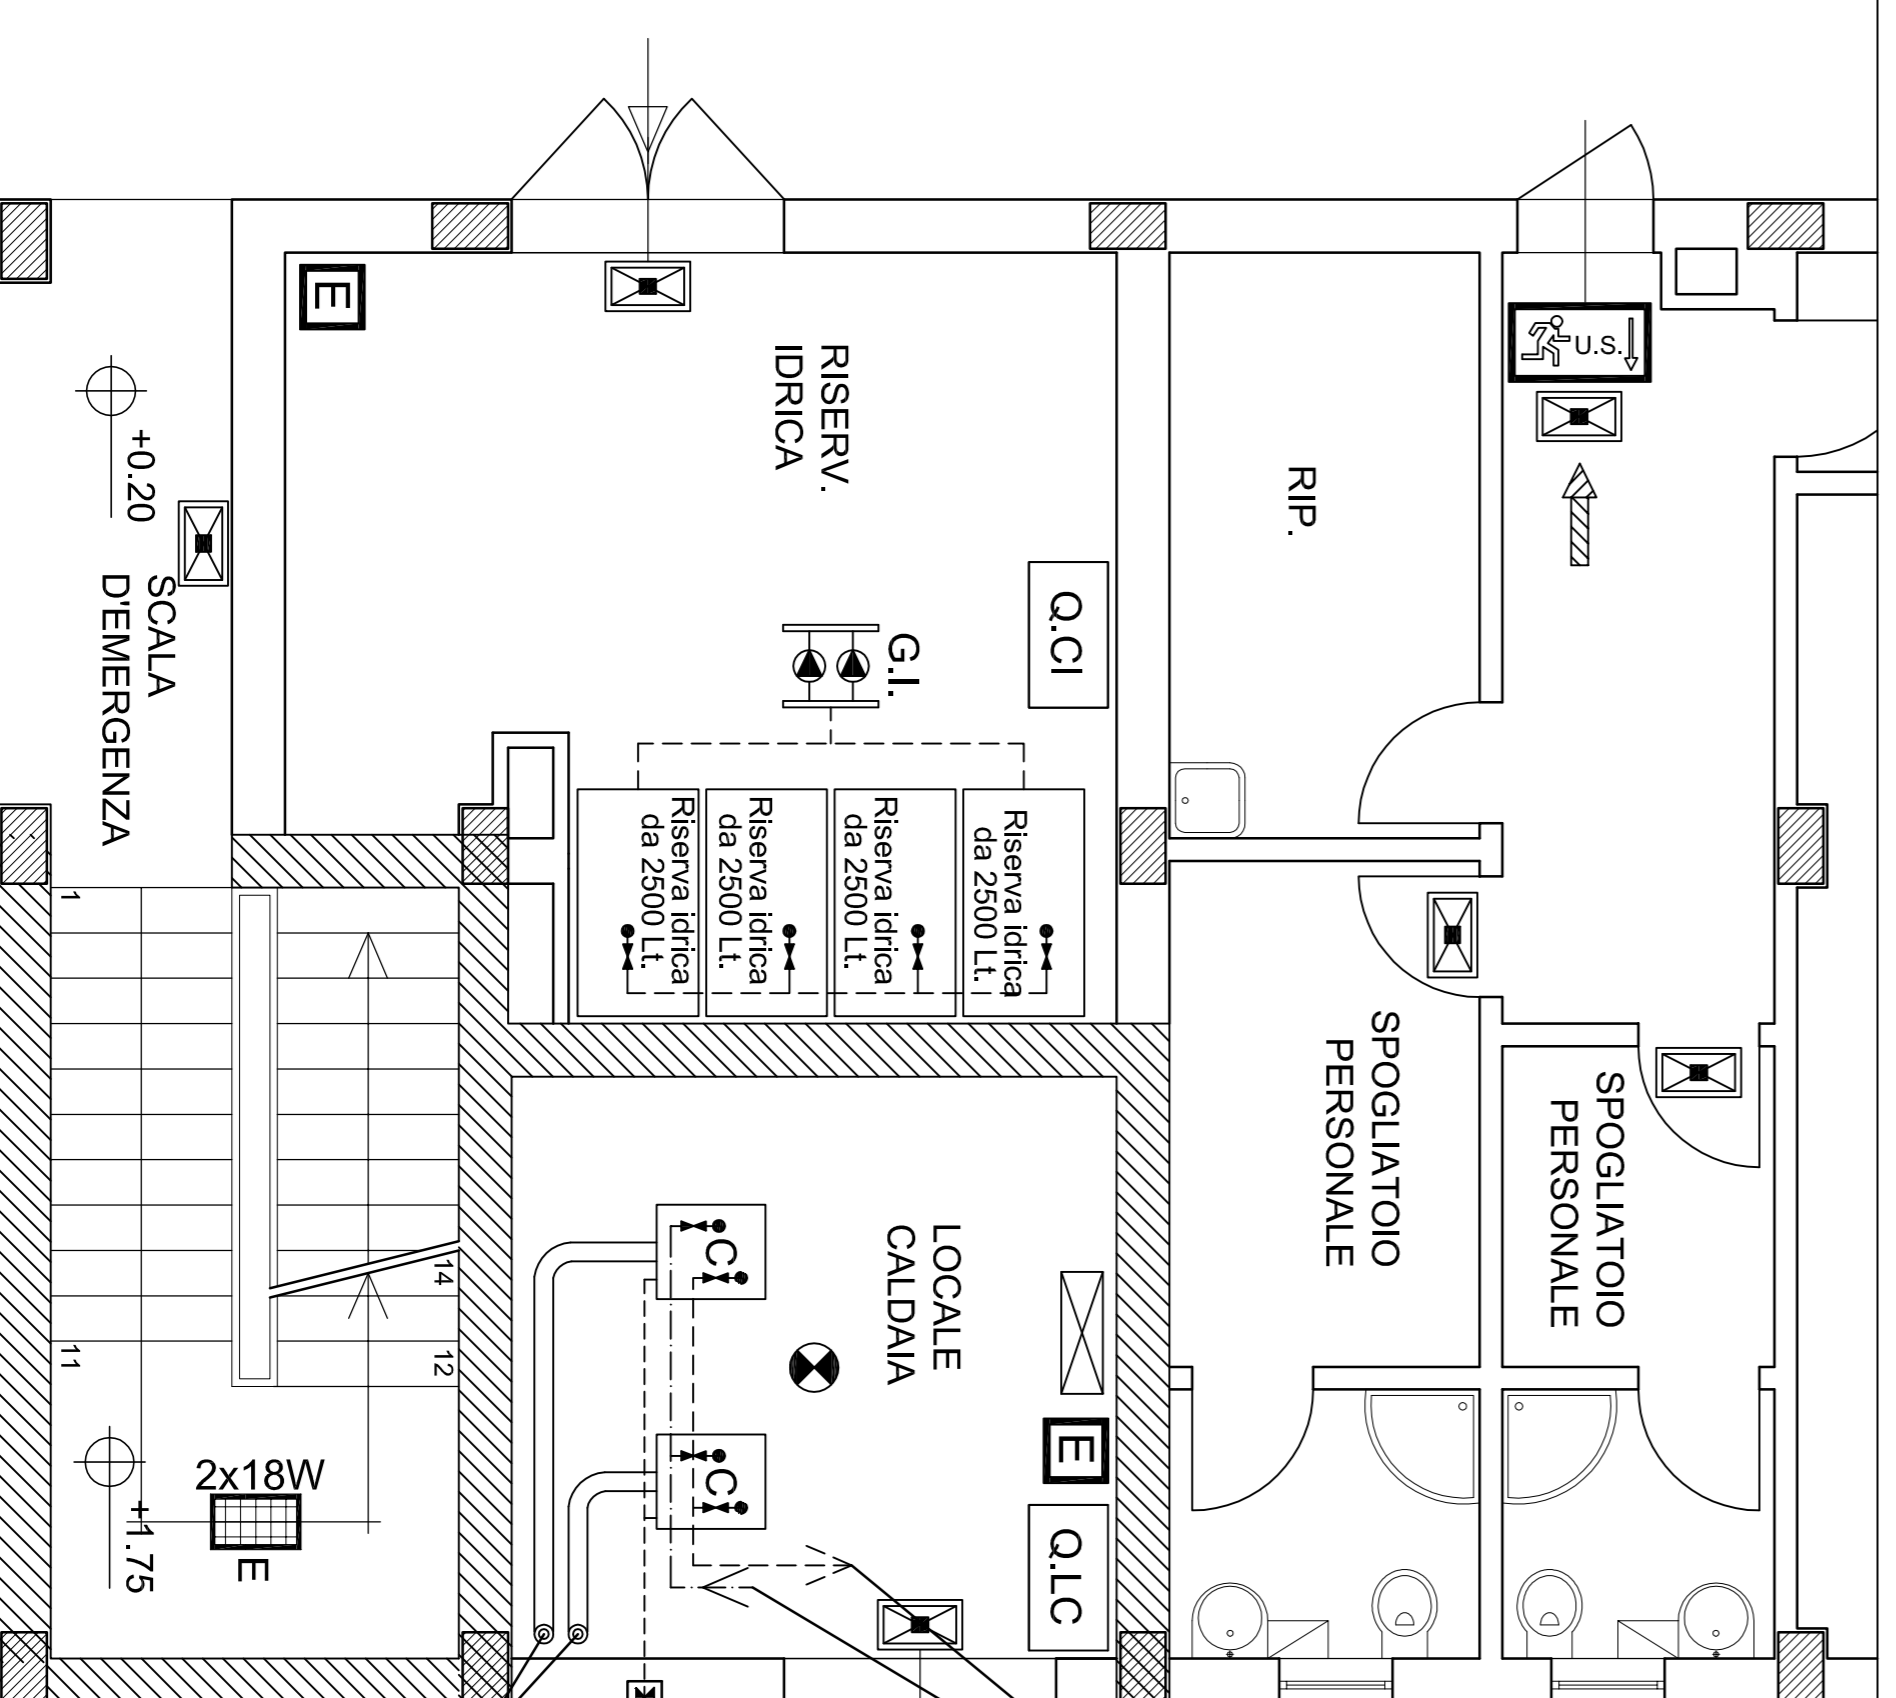 E
U.S.
RISERV.
IDRICA
+0.20
RIP.
SCALA
D'EMERGENZA
Q.CI
G.I.
Riserva idrica
da 2500 Lt.
Riserva idrica
da 2500 Lt.
Riserva idrica
da 2500 Lt.
Riserva idrica
da 2500 Lt.
1
SPOGLIATOIO
PERSONALE
SPOGLIATOIO
PERSONALE
LOCALE
CALDAIA
C
14
11
12
E
C
2x18W
+1.75
E
Q.LC